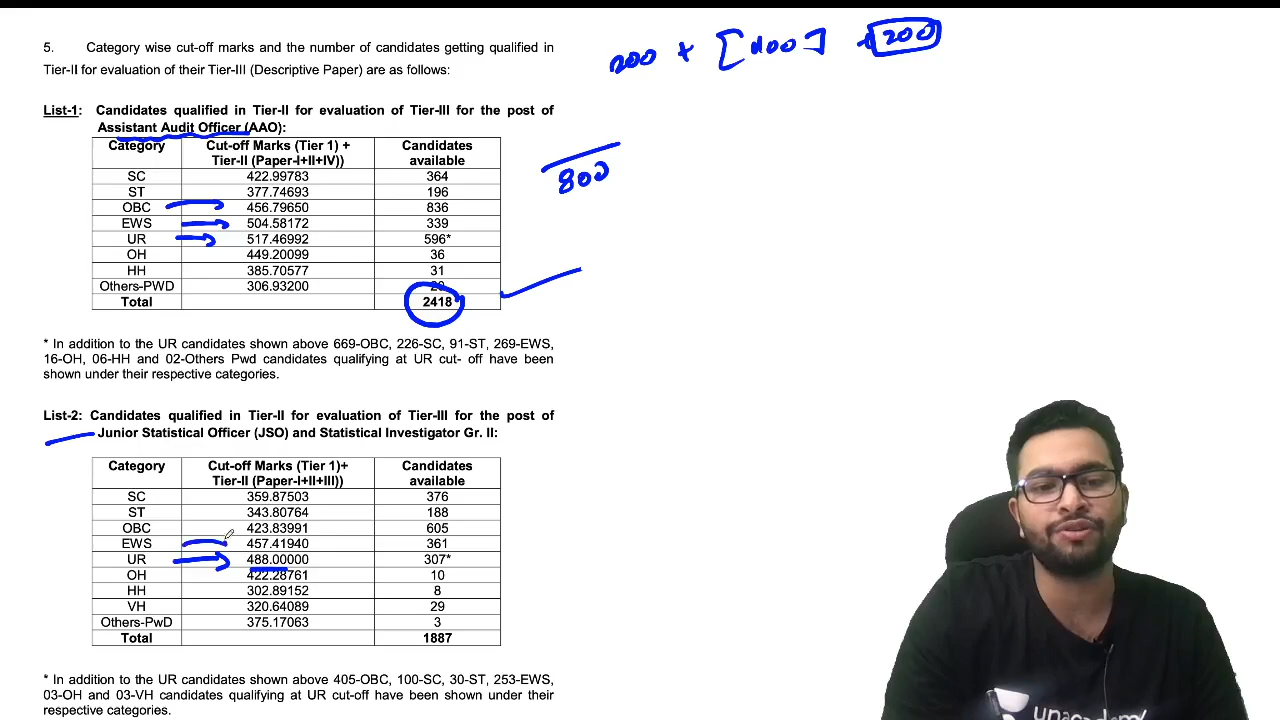 5. Category wise cut-off marks and the number of candidates getting qualified in
Tier-II for evaluation of their Tier-III (Descriptive Paper) are as follows:
List-1: Candidates qualified in Tier-II for evaluation of Tier-III for the post of
Assistant Audit Officer (AAO):
Category Cut-off Marks (Tier 1) + Tier-II (Paper-I+II+IV)) Candidates available
SC 422.99783 364
ST 377.74693 196
OBC 456.79650 836
EWS 504.58172 339
UR 517.46992 596*
OH 449.20099 36
HH 385.70577 31
Others-PWD 306.93200
Total 2418
* In addition to the UR candidates shown above 669-OBC, 226-SC, 91-ST, 269-EWS,
16-OH, 06-HH and 02-Others Pwd candidates qualifying at UR cut- off have been
shown under their respective categories.
List-2: Candidates qualified in Tier-II for evaluation of Tier-III for the post of
Junior Statistical Officer (JSO) and Statistical Investigator Gr. II:
Category Cut-off Marks (Tier 1)+ Tier-II (Paper-I+II+III)) Candidates available
SC 359.87503 376
ST 343.80764 188
OBC 423.83991 605
EWS 457.41940 361
UR 488.00000 307*
OH 422.28761 10
HH 302.89152 8
VH 320.64089 29
Others-PwD 375.17063 3
Total 1887
* In addition to the UR candidates shown above 405-OBC, 100-SC, 30-ST, 253-EWS,
03-OH and 03-VH candidates qualifying at UR cut-off have been shown under their
respective categories.
200 + [400] + 200
800
unacademy